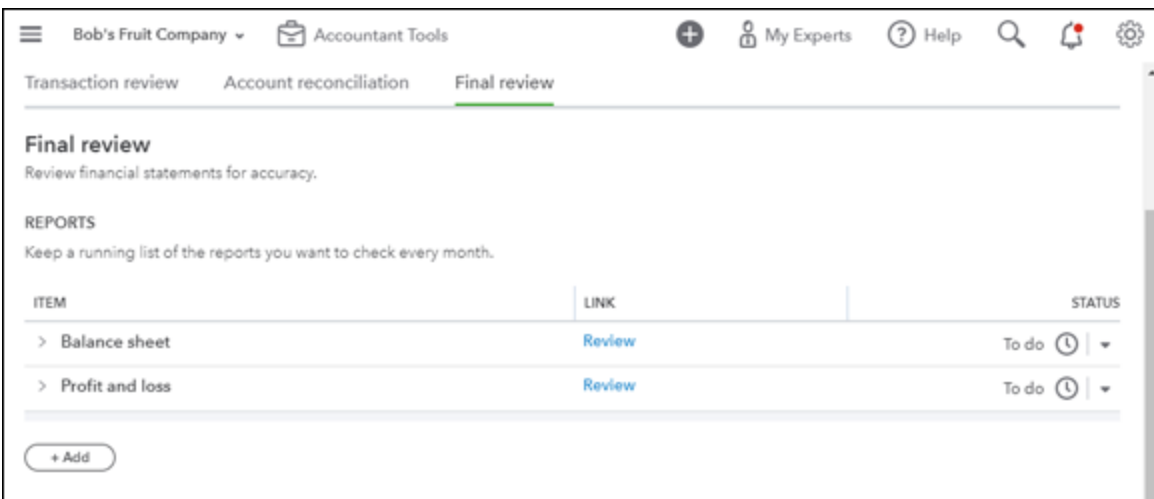 Bob's Fruit Company Accountant Tools My Experts Help
Transaction review Account reconciliation Final review
Final review
Review financial statements for accuracy.
REPORTS
Keep a running list of the reports you want to check every month.
ITEM LINK STATUS
Balance sheet Review To do
Profit and loss Review To do
+ Add